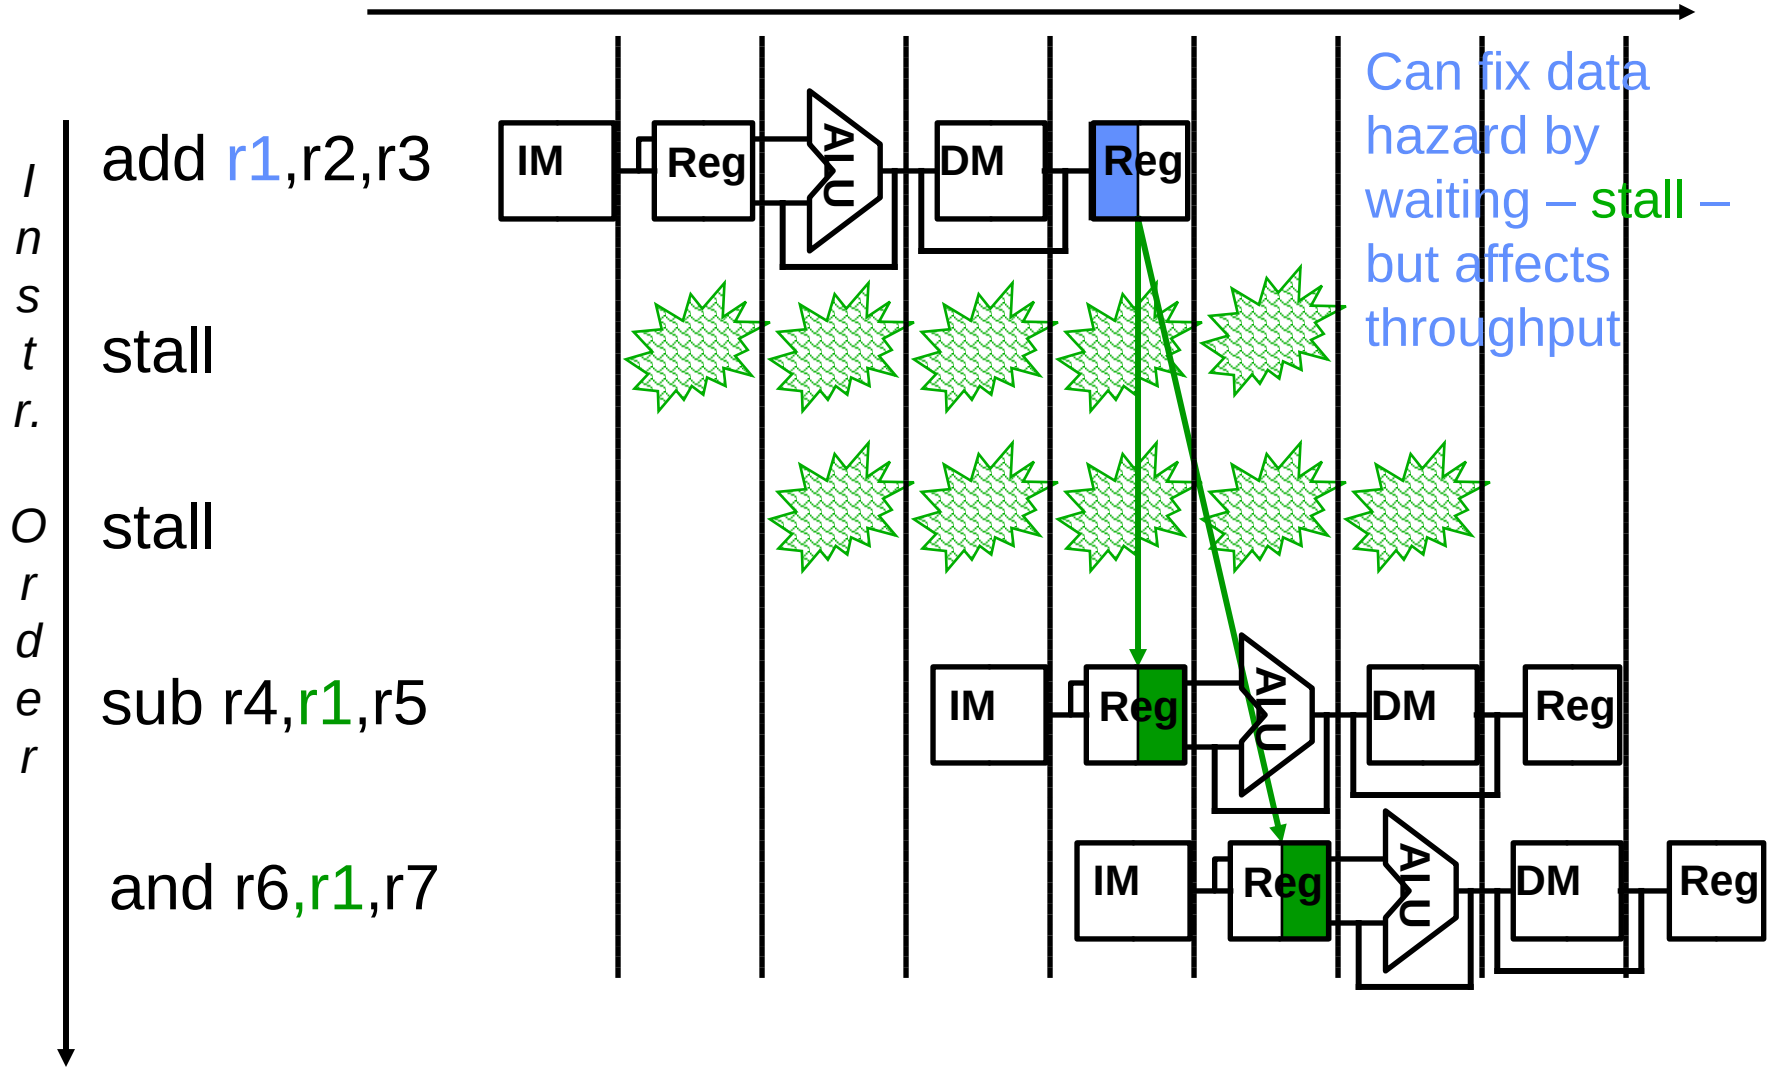 Can fix data
hazard by
waiting – stall –
but affects
throughput
I
n
s
t
r.
O
r
d
e
r
add r1,r2,r3
IM
Reg
ALU
DM
Reg
stall
stall
sub r4,r1,r5
IM
Reg
ALU
DM
Reg
and r6,r1,r7
IM
Reg
ALU
DM
Reg